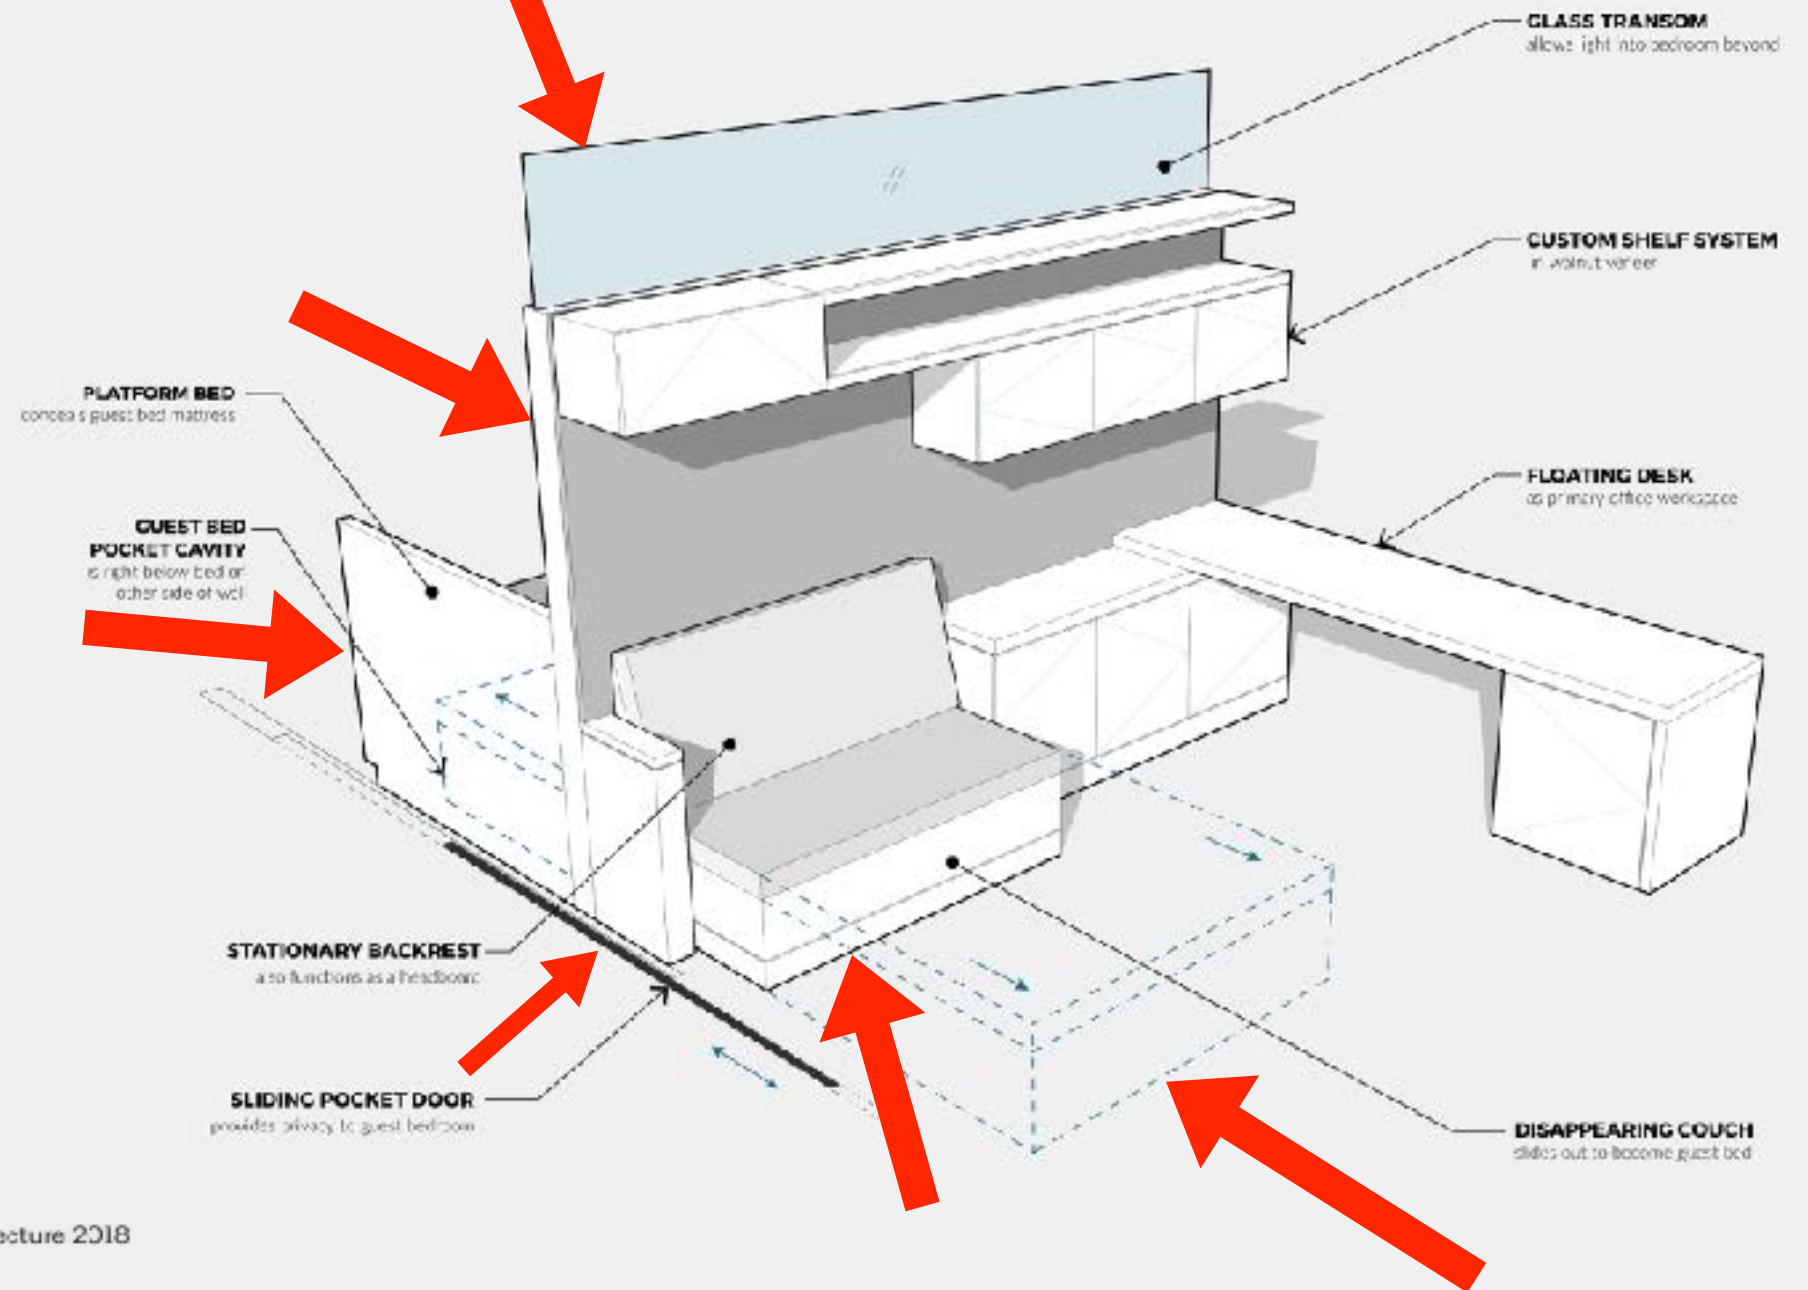 GLASS TRANSOM
allows light into bedroom beyond
CUSTOM SHELF SYSTEM
in walnut veneer
PLATFORM BED
conceals guest bed mattress
FLOATING DESK
as primary office workspace
GUEST BED
POCKET CAVITY
is right below bed on
other side of wall
STATIONARY BACKREST
also functions as a headboard
SLIDING POCKET DOOR
provides privacy to guest bedroom
DISAPPEARING COUCH
slides out to become guest bed
ecture 2018